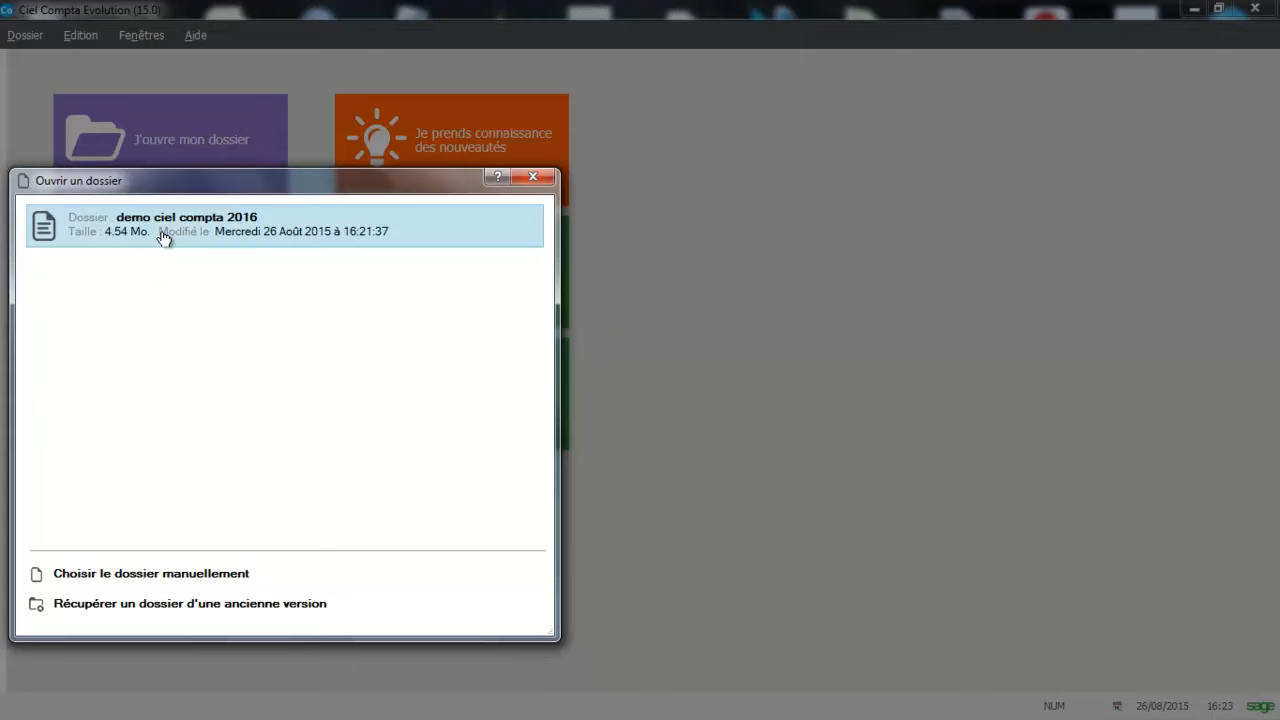 Ciel Compta Evolution (15.0)
Dossier Edition Fenêtres Aide
J'ouvre mon dossier
Je prends connaissance
des nouveautés
Ouvrir un dossier
?
Dossier : demo ciel compta 2016
Taille : 4.54 Mo. Modifié le Mercredi 26 Août 2015 à 16:21:37
Choisir le dossier manuellement
Récupérer un dossier d'une ancienne version
NUM 26/08/2015 16:23 sage